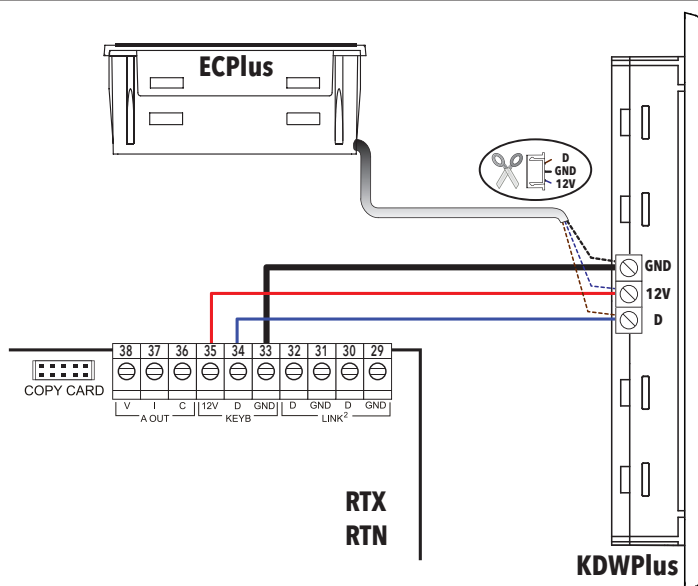 ECPlus
D
GND
12V
GND
12V
D
38 37 36 35 34 33 32 31 30 29
COPY CARD
V I C 12V D GND D GND D GND
A OUT KEYB LINK²
RTX
RTN
KDWPlus